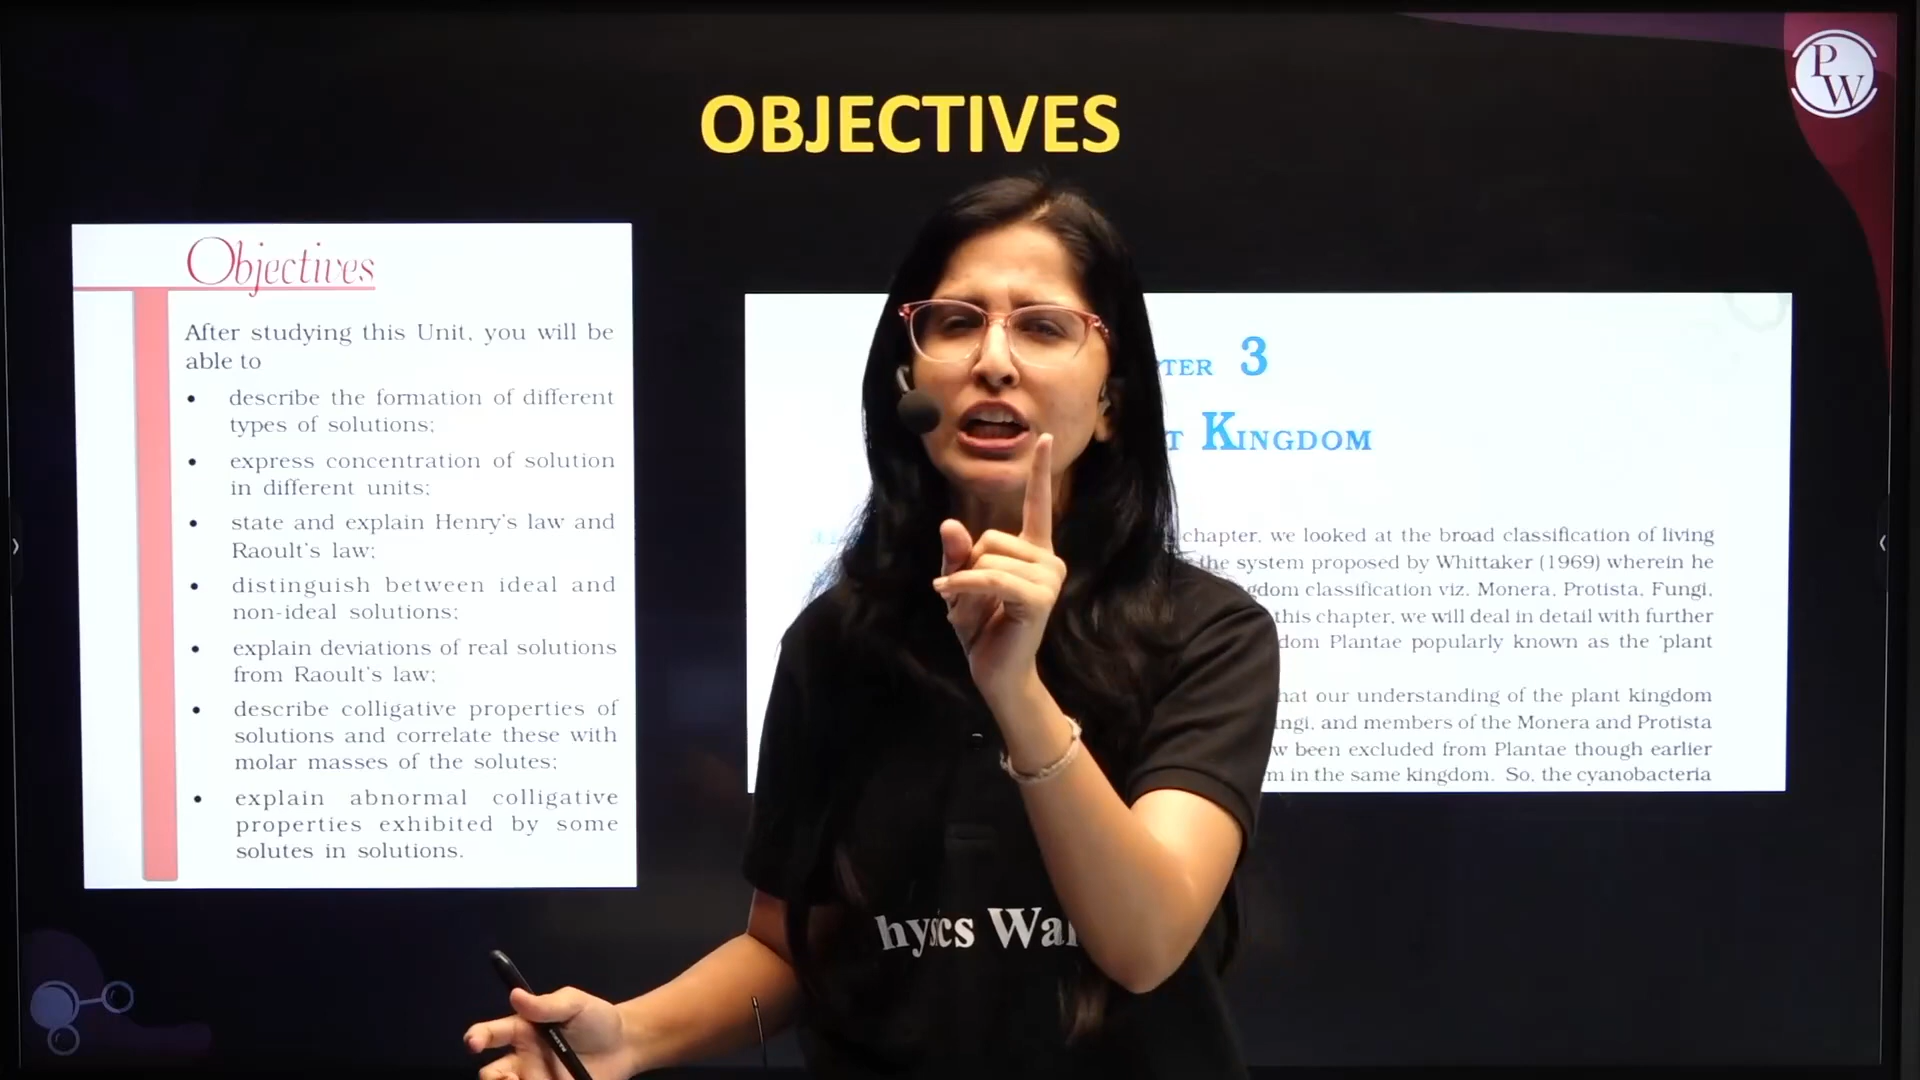 P
W
OBJECTIVES
Objectives
After studying this Unit, you will be
able to
• describe the formation of different
types of solutions;
• express concentration of solution
in different units;
• state and explain Henry's law and
Raoult's law;
• distinguish between ideal and
non-ideal solutions;
• explain deviations of real solutions
from Raoult's law;
• describe colligative properties of
solutions and correlate these with
molar masses of the solutes;
• explain abnormal colligative
properties exhibited by some
solutes in solutions.
TER 3
T KINGDOM
chapter, we looked at the broad classification of living
the system proposed by Whittaker (1969) wherein he
gdom classification viz. Monera, Protista, Fungi,
this chapter, we will deal in detail with further
dom Plantae popularly known as the 'plant
hat our understanding of the plant kingdom
ngi, and members of the Monera and Protista
w been excluded from Plantae though earlier
m in the same kingdom. So, the cyanobacteria
hysics Wal